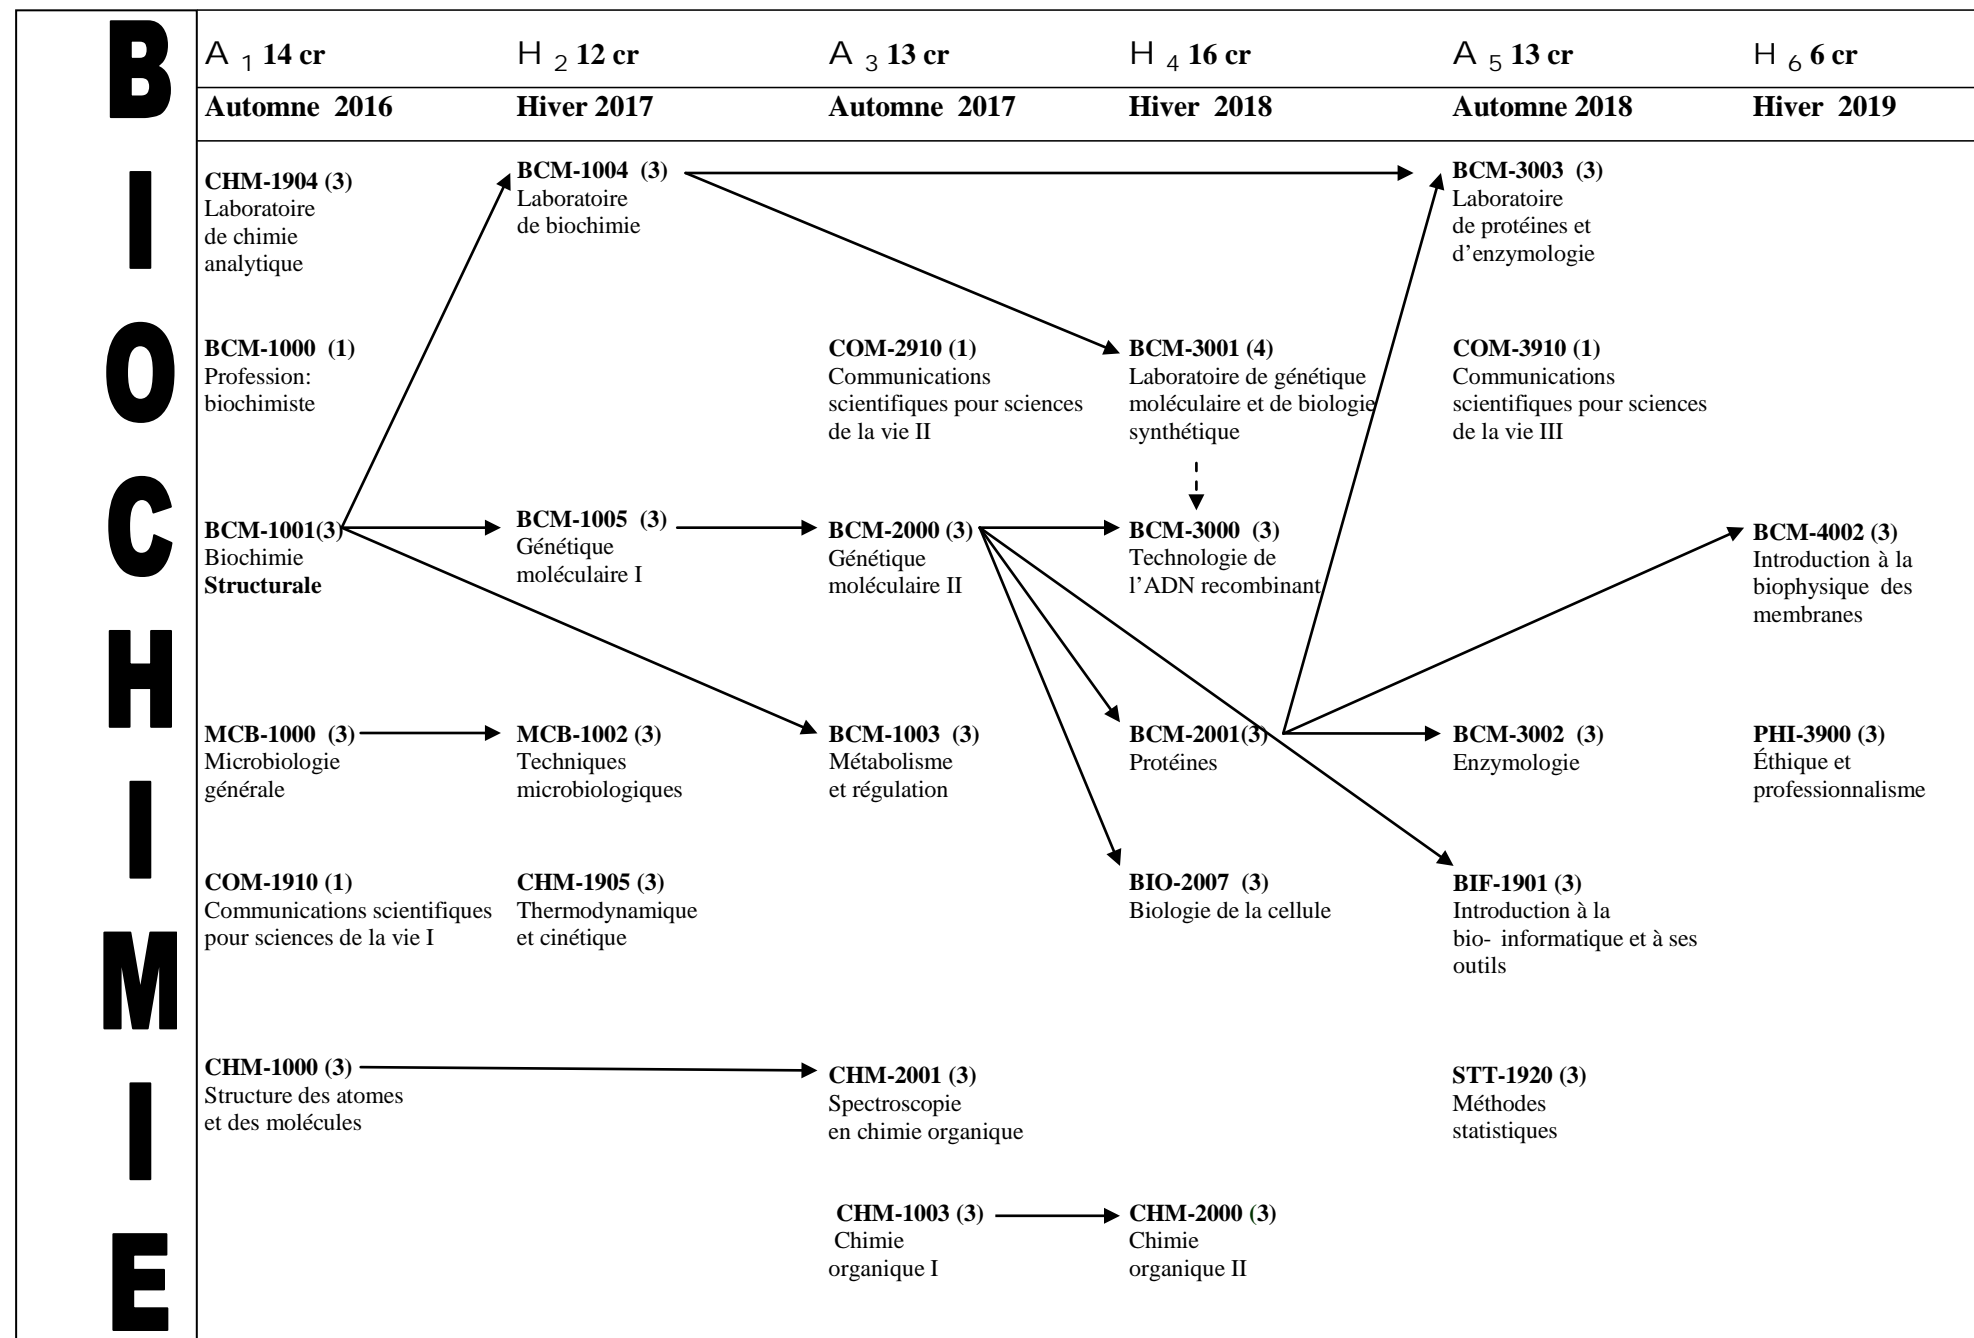 BIOCHIMIE
A 1 14 cr
H 2 12 cr
A 3 13 cr
H 4 16 cr
A 5 13 cr
H 6 6 cr
Automne 2016
Hiver 2017
Automne 2017
Hiver 2018
Automne 2018
Hiver 2019
CHM-1904 (3)
Laboratoire
de chimie
analytique
BCM-1004 (3)
Laboratoire
de biochimie
BCM-3003 (3)
Laboratoire
de protéines et
d’enzymologie
BCM-1000 (1)
Profession:
biochimiste
COM-2910 (1)
Communications
scientifiques pour sciences
de la vie II
BCM-3001 (4)
Laboratoire de génétique
moléculaire et de biologie
synthétique
COM-3910 (1)
Communications
scientifiques pour sciences
de la vie III
BCM-1001(3)
Biochimie
Structurale
BCM-1005 (3)
Génétique
moléculaire I
BCM-2000 (3)
Génétique
moléculaire II
BCM-3000 (3)
Technologie de
l’ADN recombinant
BCM-4002 (3)
Introduction à la
biophysique des
membranes
MCB-1000 (3)
Microbiologie
générale
MCB-1002 (3)
Techniques
microbiologiques
BCM-1003 (3)
Métabolisme
et régulation
BCM-2001(3)
Protéines
BCM-3002 (3)
Enzymologie
PHI-3900 (3)
Éthique et
professionnalisme
COM-1910 (1)
Communications scientifiques
pour sciences de la vie I
CHM-1905 (3)
Thermodynamique
et cinétique
BIO-2007 (3)
Biologie de la cellule
BIF-1901 (3)
Introduction à la
bio- informatique et à ses
outils
CHM-1000 (3)
Structure des atomes
et des molécules
CHM-2001 (3)
Spectroscopie
en chimie organique
STT-1920 (3)
Méthodes
statistiques
CHM-1003 (3)
Chimie
organique I
CHM-2000 (3)
Chimie
organique II